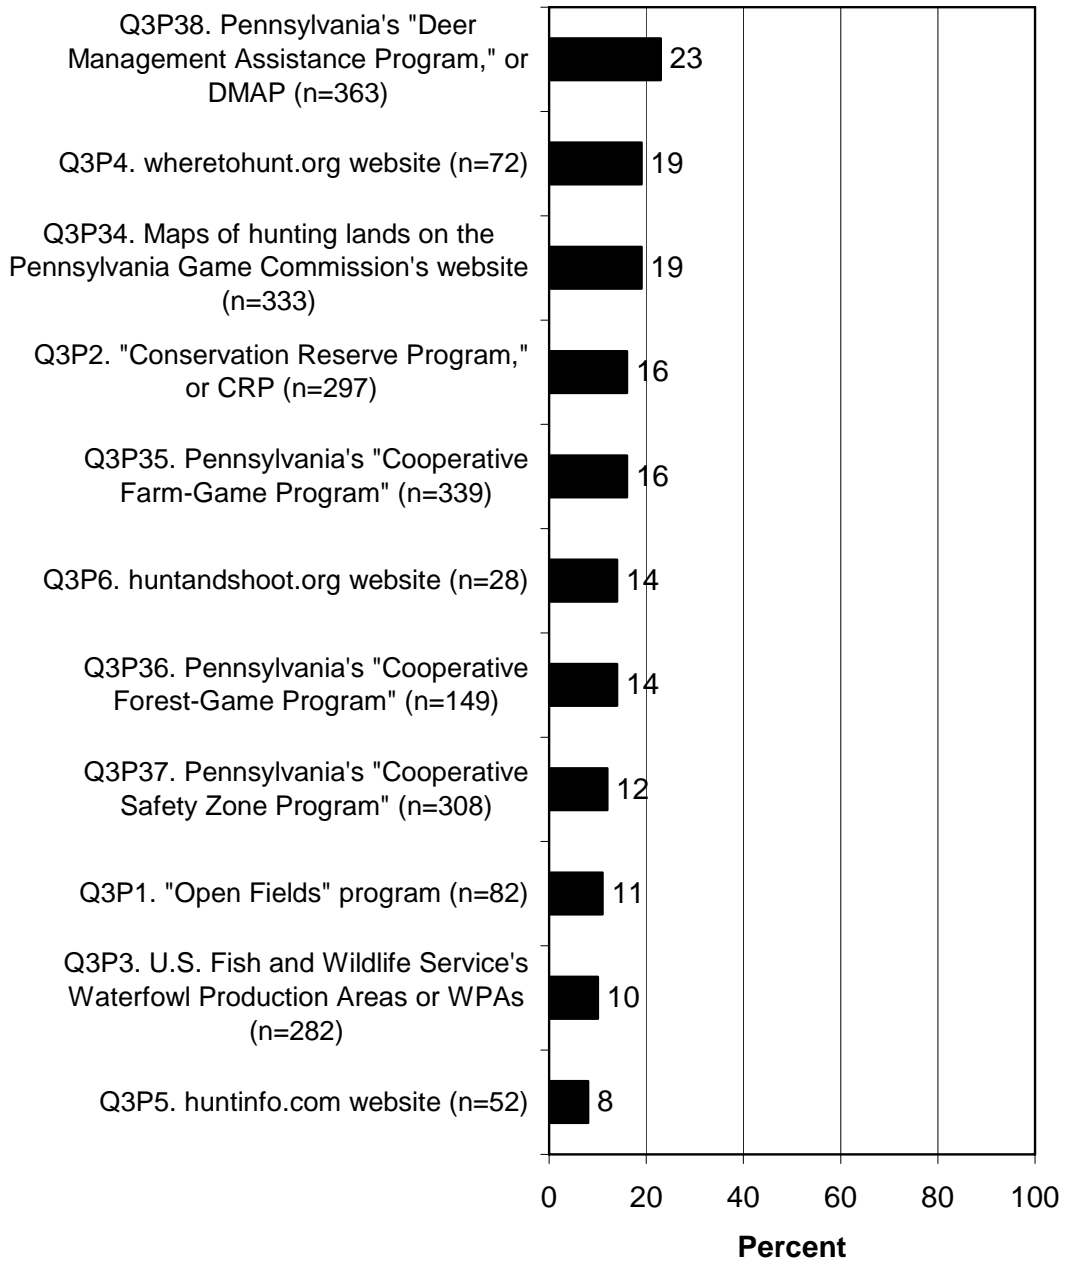 Q3P38. Pennsylvania's "Deer
Management Assistance Program," or
DMAP (n=363)
23
Q3P4. wheretohunt.org website (n=72)
19
Q3P34. Maps of hunting lands on the
Pennsylvania Game Commission's website
(n=333)
19
Q3P2. "Conservation Reserve Program,"
or CRP (n=297)
16
Q3P35. Pennsylvania's "Cooperative
Farm-Game Program" (n=339)
16
Q3P6. huntandshoot.org website (n=28)
14
Q3P36. Pennsylvania's "Cooperative
Forest-Game Program" (n=149)
14
Q3P37. Pennsylvania's "Cooperative
Safety Zone Program" (n=308)
12
Q3P1. "Open Fields" program (n=82)
11
Q3P3. U.S. Fish and Wildlife Service's
Waterfowl Production Areas or WPAs
(n=282)
10
Q3P5. huntinfo.com website (n=52)
8
0 20 40 60 80 100
Percent